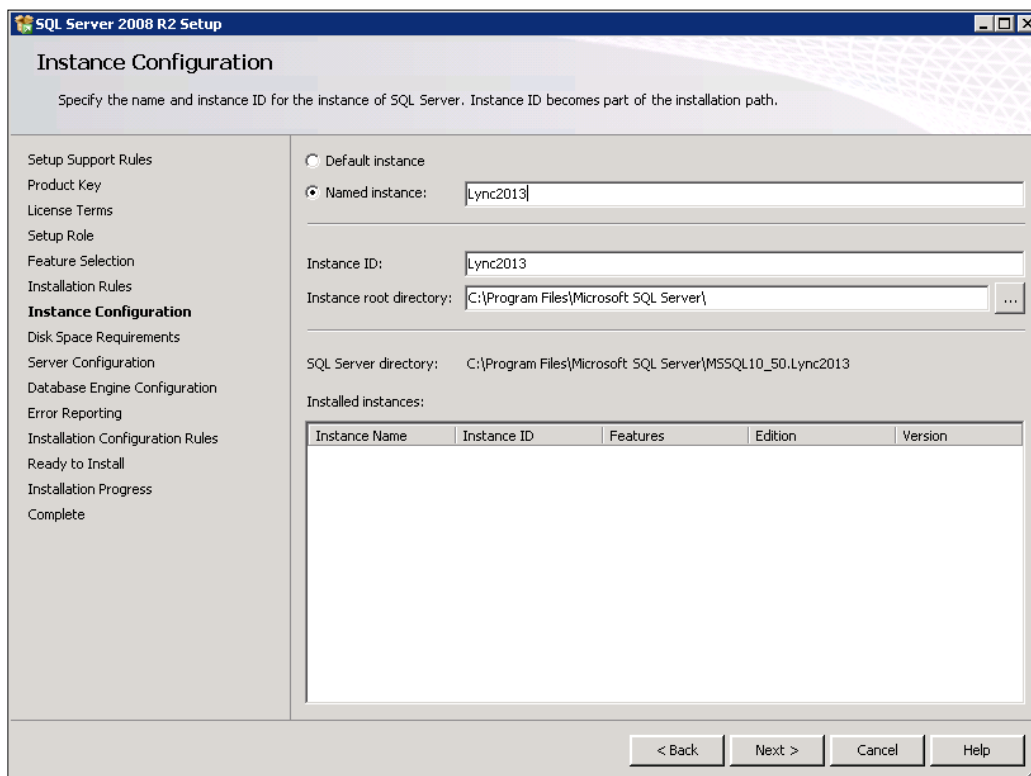 SQL Server 2008 R2 Setup
Instance Configuration
Specify the name and instance ID for the instance of SQL Server. Instance ID becomes part of the installation path.
Setup Support Rules
Product Key
License Terms
Setup Role
Feature Selection
Installation Rules
Instance Configuration
Disk Space Requirements
Server Configuration
Database Engine Configuration
Error Reporting
Installation Configuration Rules
Ready to Install
Installation Progress
Complete
Default instance
Named instance: Lync2013
Instance ID: Lync2013
Instance root directory: C:\Program Files\Microsoft SQL Server\ ...
SQL Server directory: C:\Program Files\Microsoft SQL Server\MSSQL10_50.Lync2013
Installed instances:
Instance Name Instance ID Features Edition Version
< Back Next > Cancel Help